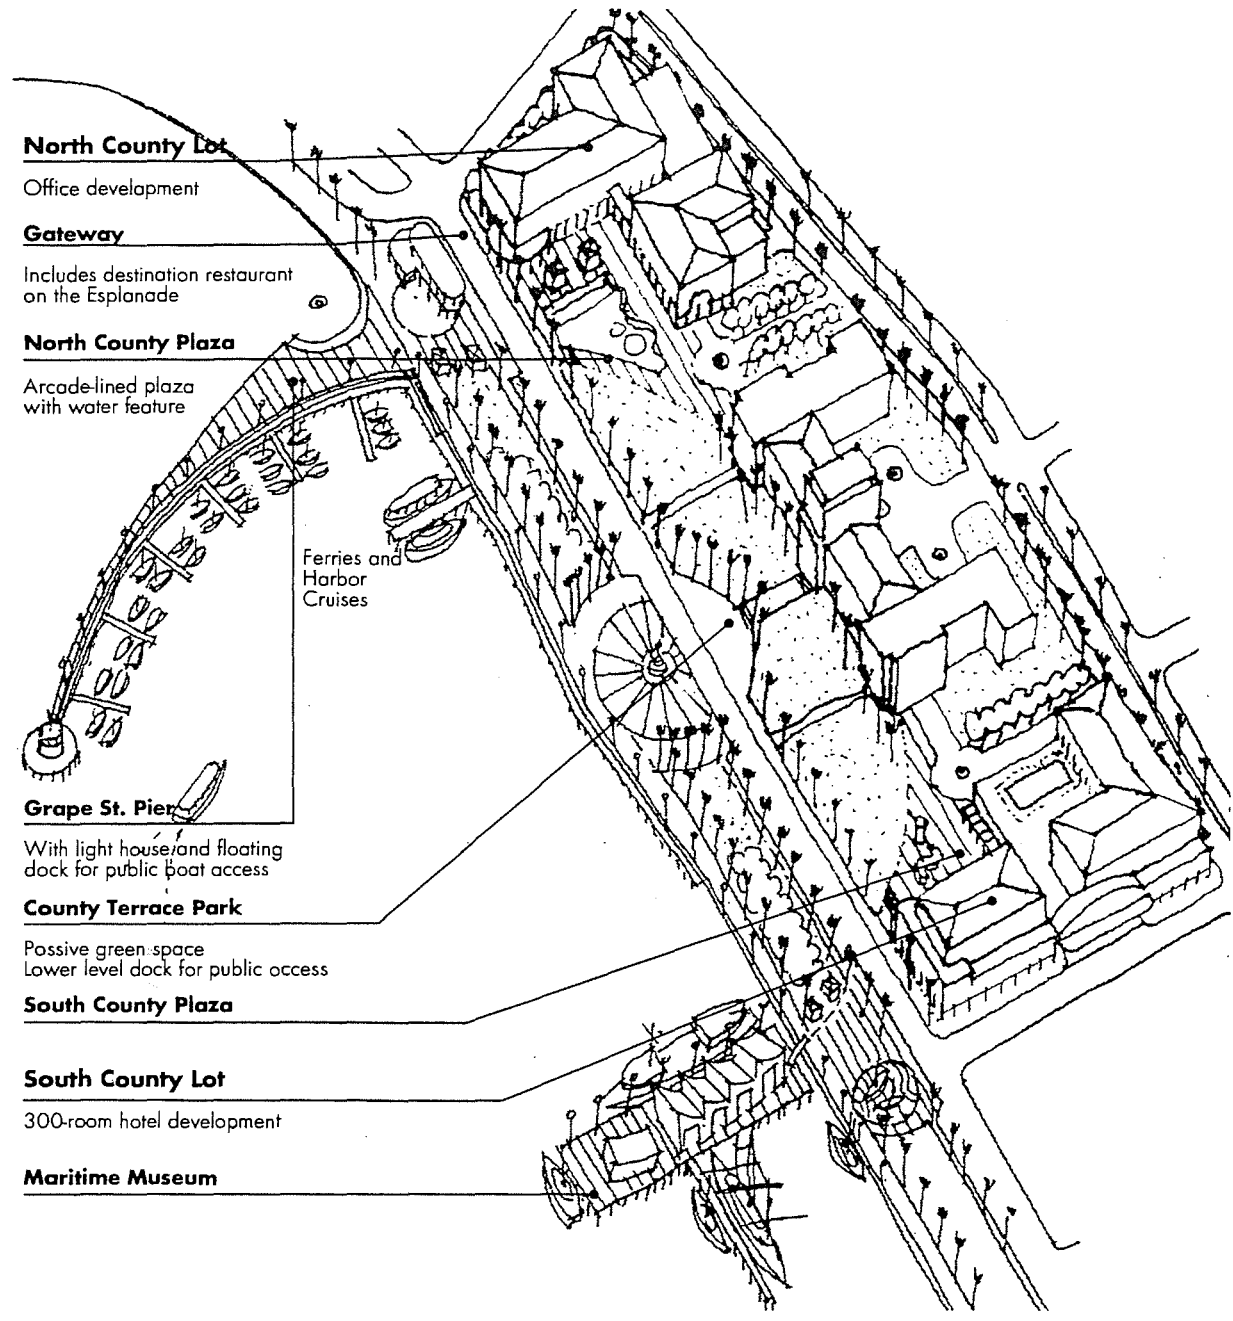 North County Lot
Office development
Gateway
Includes destination restaurant
on the Esplanade
North County Plaza
Arcade-lined plaza
with water feature
Ferries and
Harbor
Cruises
Grape St. Pier
With light house/and floating
dock for public boat access
County Terrace Park
Possive green space
Lower level dock for public occess
South County Plaza
South County Lot
300-room hotel development
Maritime Museum